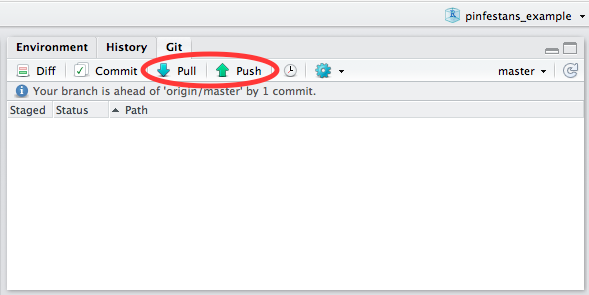 pinfestans_example
Environment History Git
Diff Commit Pull Push master
Your branch is ahead of 'origin/master' by 1 commit.
Staged Status Path